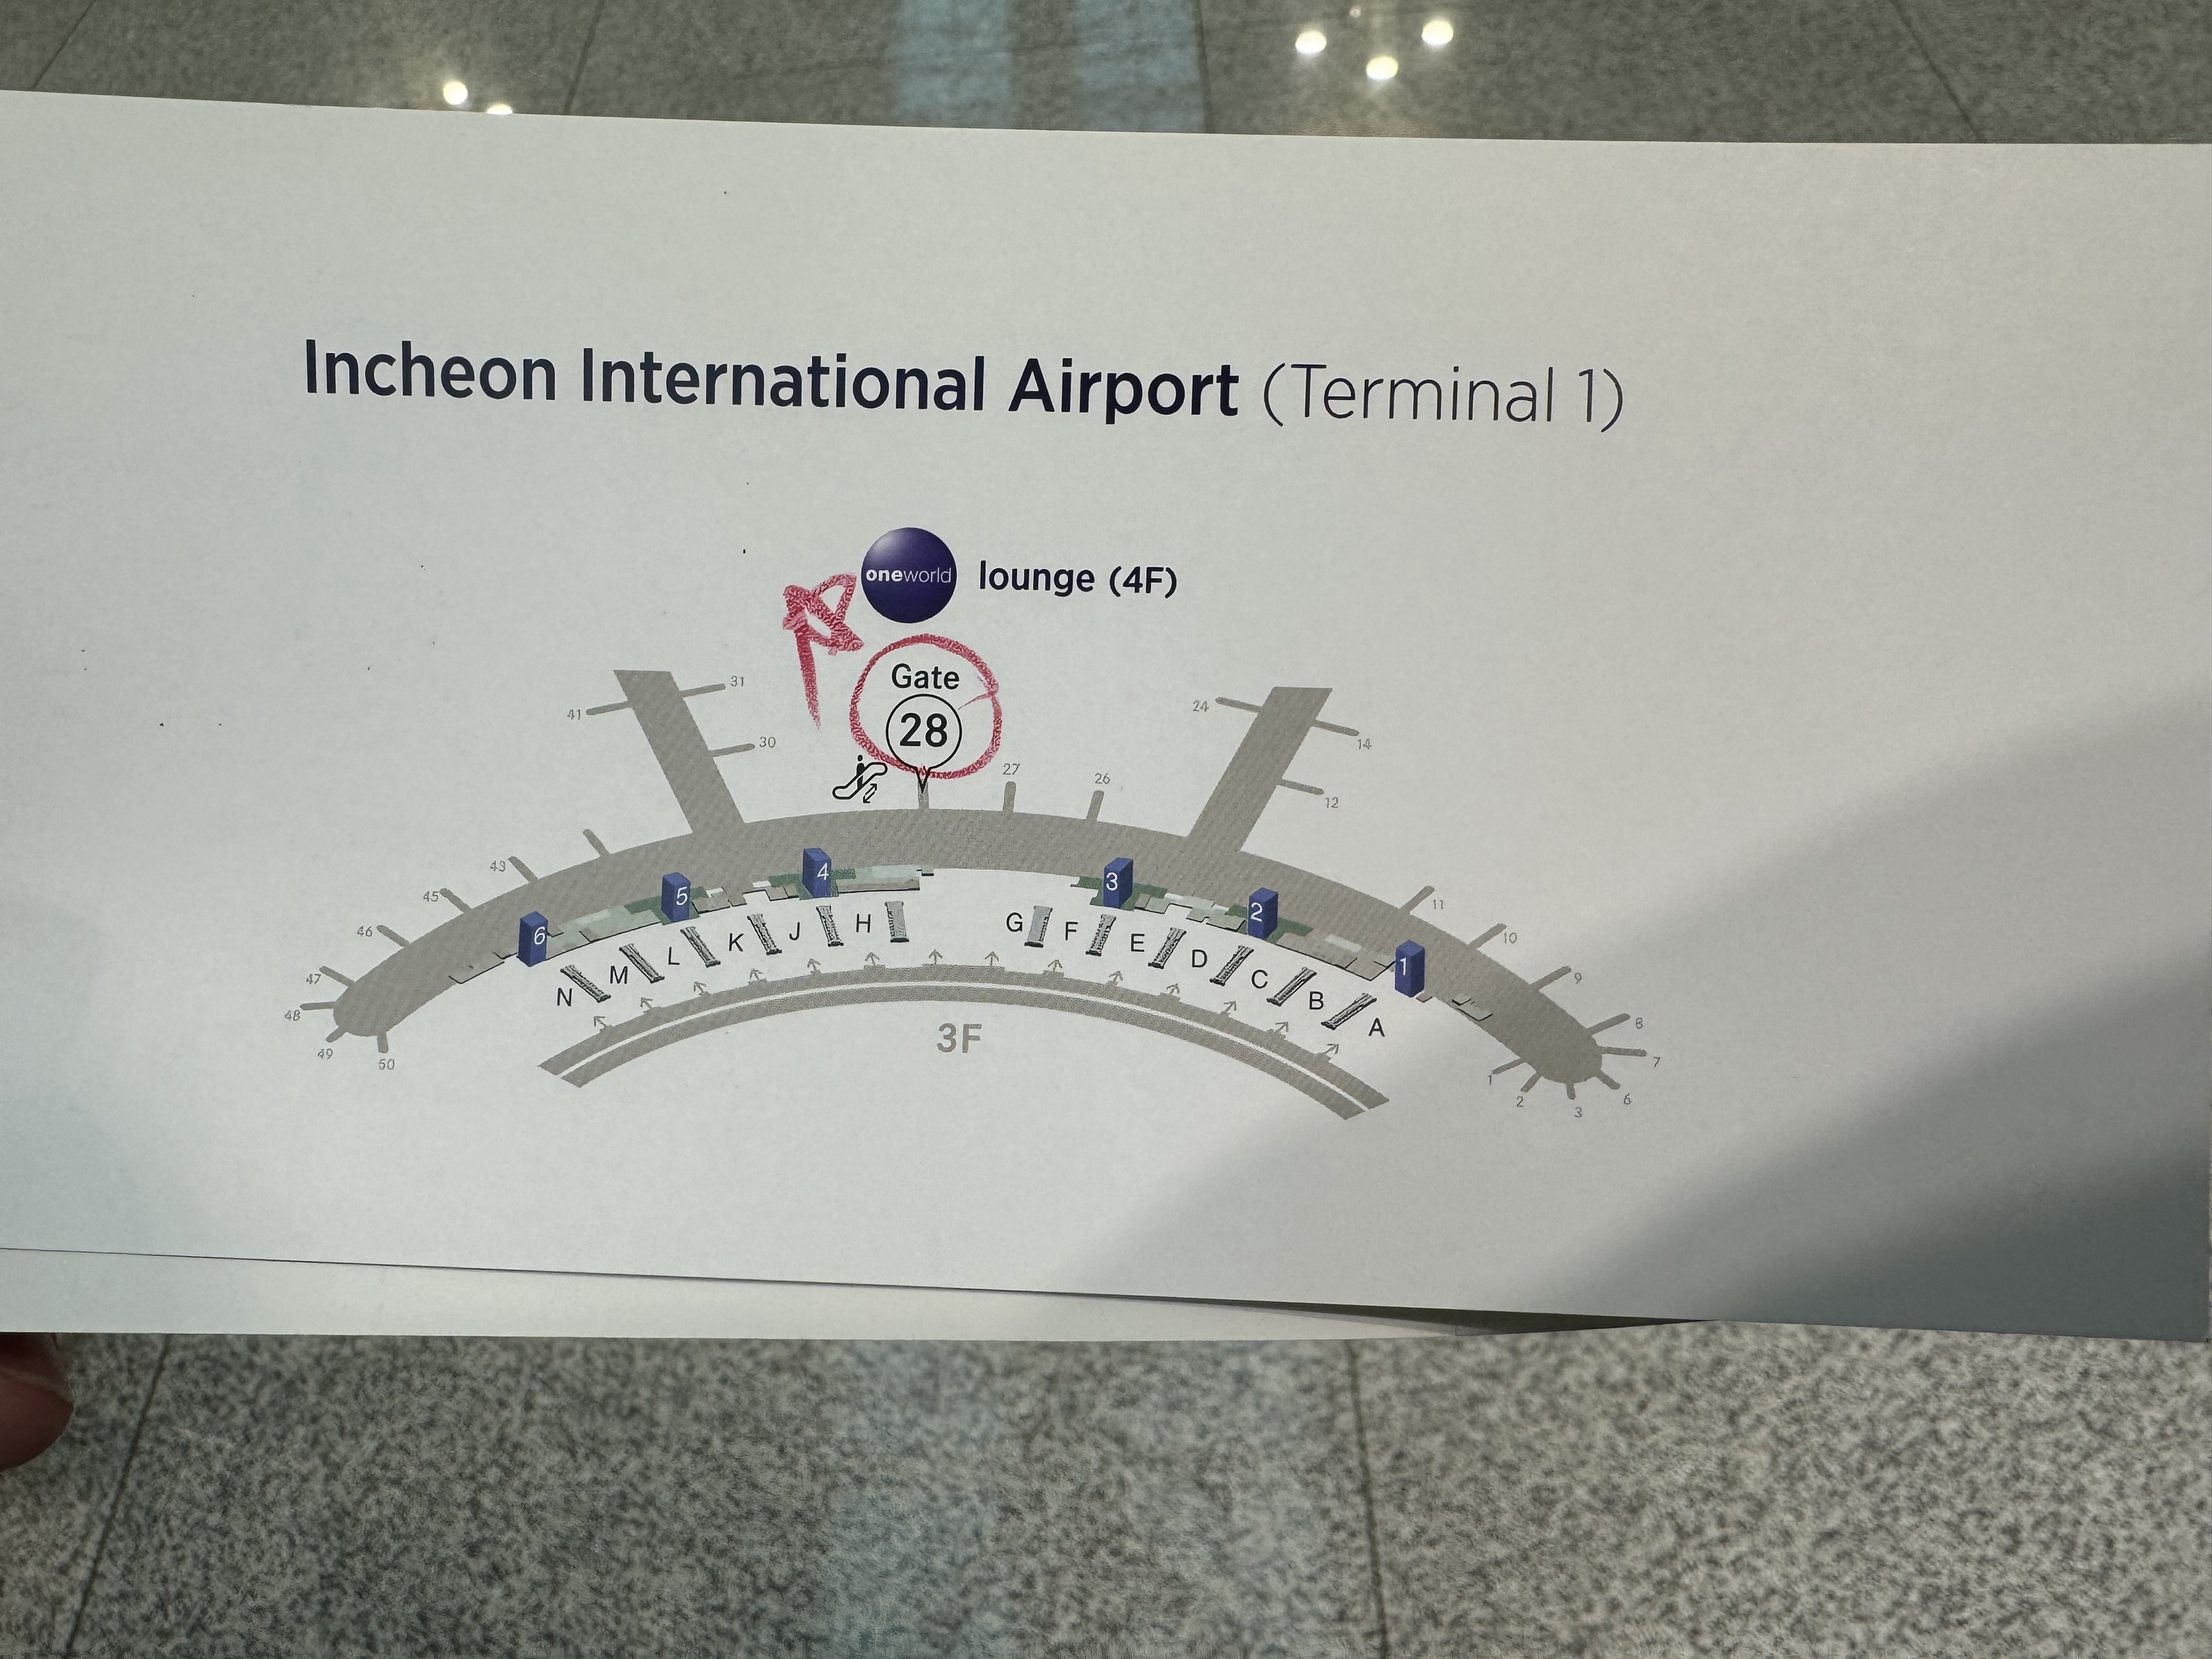 Incheon International Airport (Terminal 1)
oneworld lounge (4F)
Gate
28
31
41
30
27
26
24
14
12
43
45
46
47
48
49
50
6
5
4
3
2
1
N
M
L
K
J
H
G
F
E
D
C
B
A
11
10
9
8
7
6
3
2
1
3F